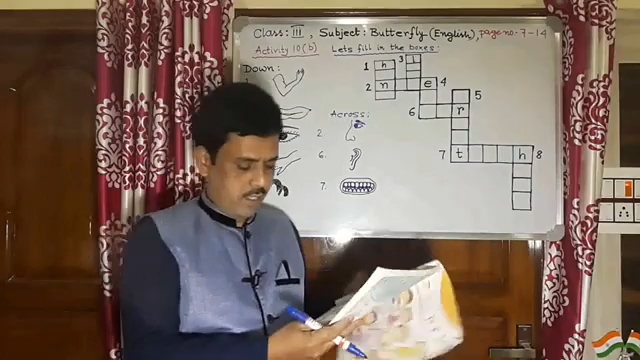 Class: III, Subject: Butterfly (English), page no. 7-14
Activity 10(b) Lets fill in the boxes:
Down:
Across:
2.
6.
7.
1 h 3 l
2 n e 4
5
6 r
7 t h 8